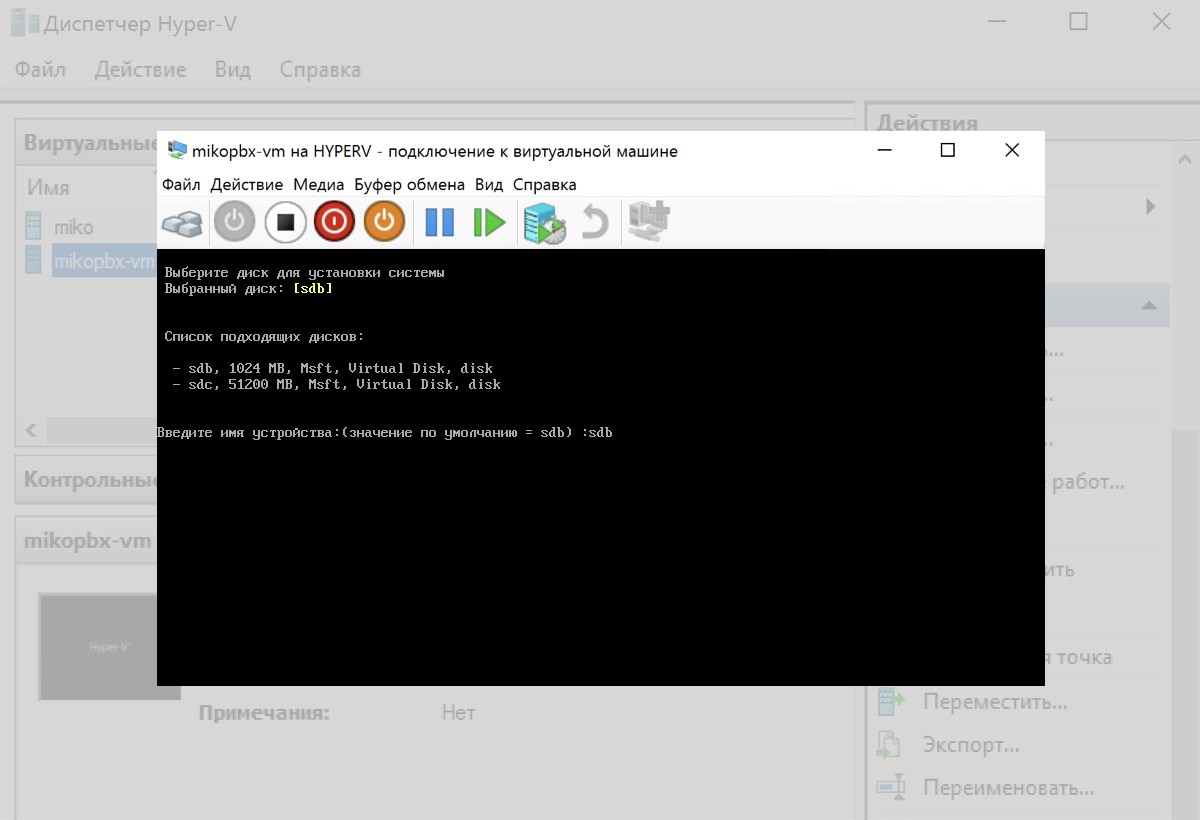 Диспетчер Hyper-V
Файл Действие Вид Справка
Виртуальные
Имя
miko
mikopbx-vm
Контрольные
mikopbx-vm
Hyper-V
Примечания: Нет
mikopbx-vm на HYPERV - подключение к виртуальной машине
Файл Действие Медиа Буфер обмена Вид Справка
Выберите диск для установки системы
Выбранный диск: [sdb]
Список подходящих дисков:
- sdb, 1024 MB, Msft, Virtual Disk, disk
- sdc, 51200 MB, Msft, Virtual Disk, disk
Введите имя устройства:(значение по умолчанию = sdb) :sdb
Действия
работ...
ить
я точка
Переместить...
Экспорт...
Переименовать...